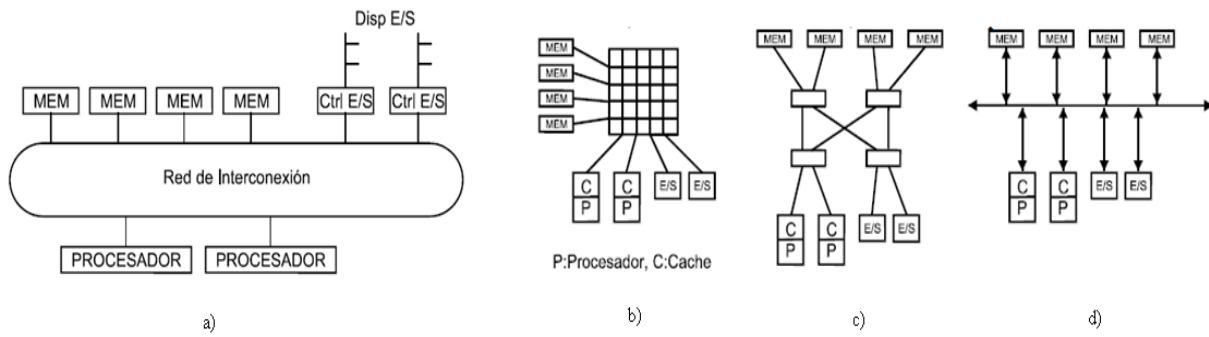 Disp E/S
MEM MEM MEM MEM Ctrl E/S Ctrl E/S
Red de Interconexión
PROCESADOR PROCESADOR
a)
MEM
MEM
MEM
MEM
C C E/S E/S
P P
P:Procesador, C:Cache
b)
MEM MEM MEM MEM
C C E/S E/S
P P
c)
MEM MEM MEM MEM
C C E/S E/S
P P
d)